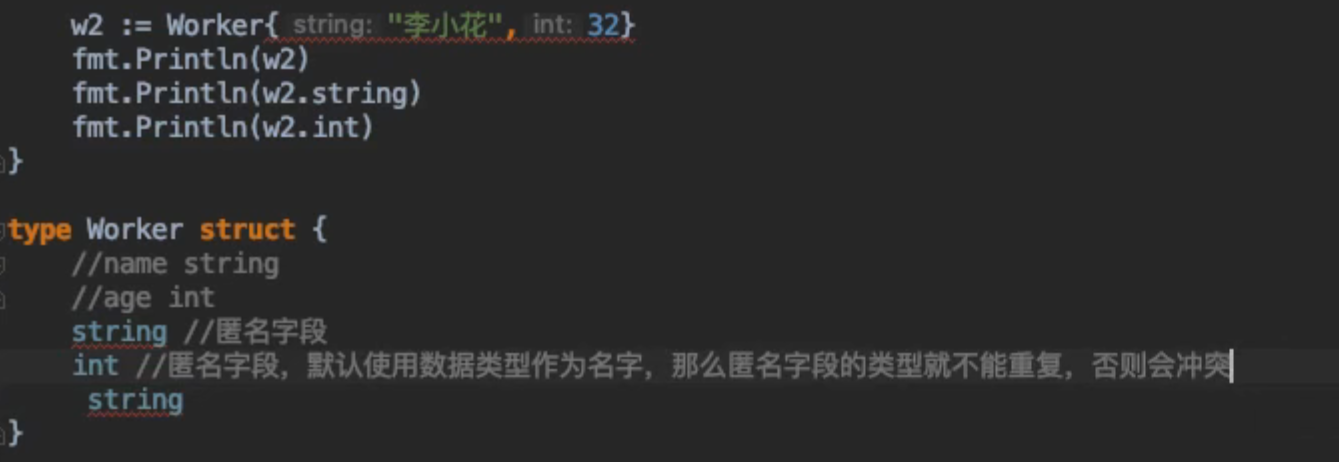 w2 := Worker{ string: "李小花", int: 32}
fmt.Println(w2)
fmt.Println(w2.string)
fmt.Println(w2.int)
}
type Worker struct {
//name string
//age int
string //匿名字段
int //匿名字段，默认使用数据类型作为名字，那么匿名字段的类型就不能重复，否则会冲突
string
}